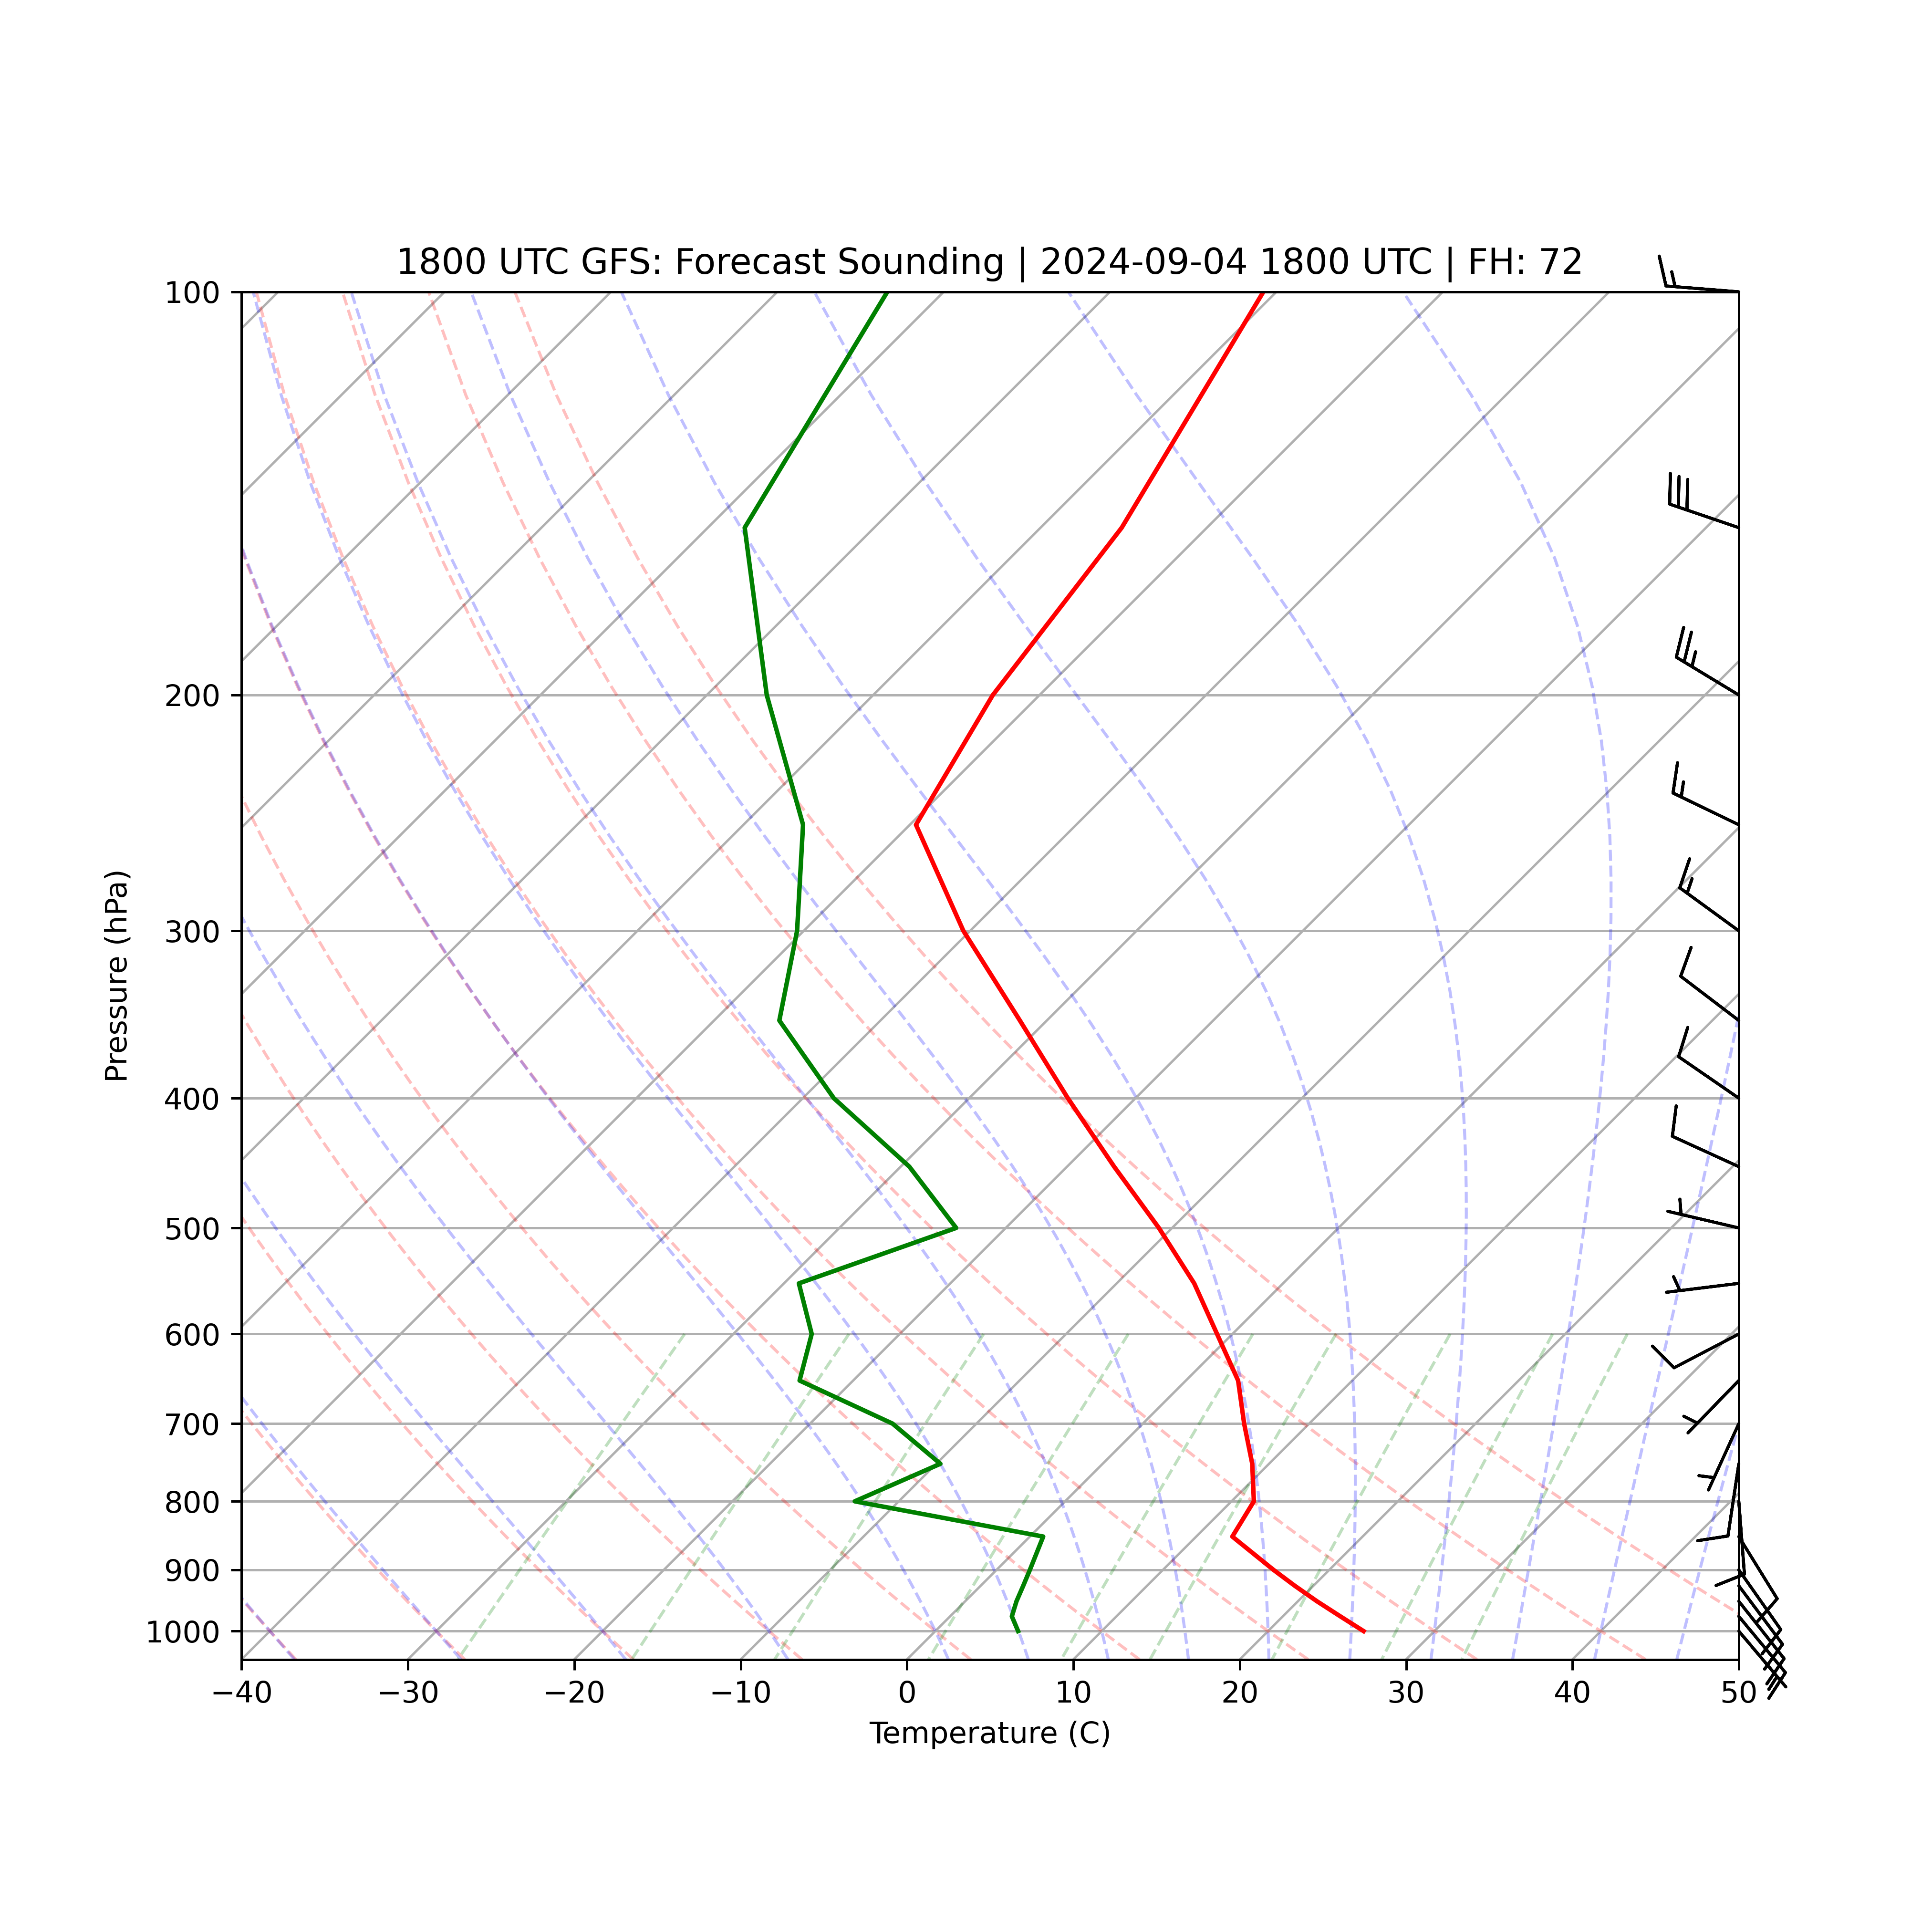 1800 UTC GFS: Forecast Sounding | 2024-09-04 1800 UTC | FH: 72
100
200
300
400
500
600
700
800
900
1000
Pressure (hPa)
−40 −30 −20 −10 0 10 20 30 40 50
Temperature (C)